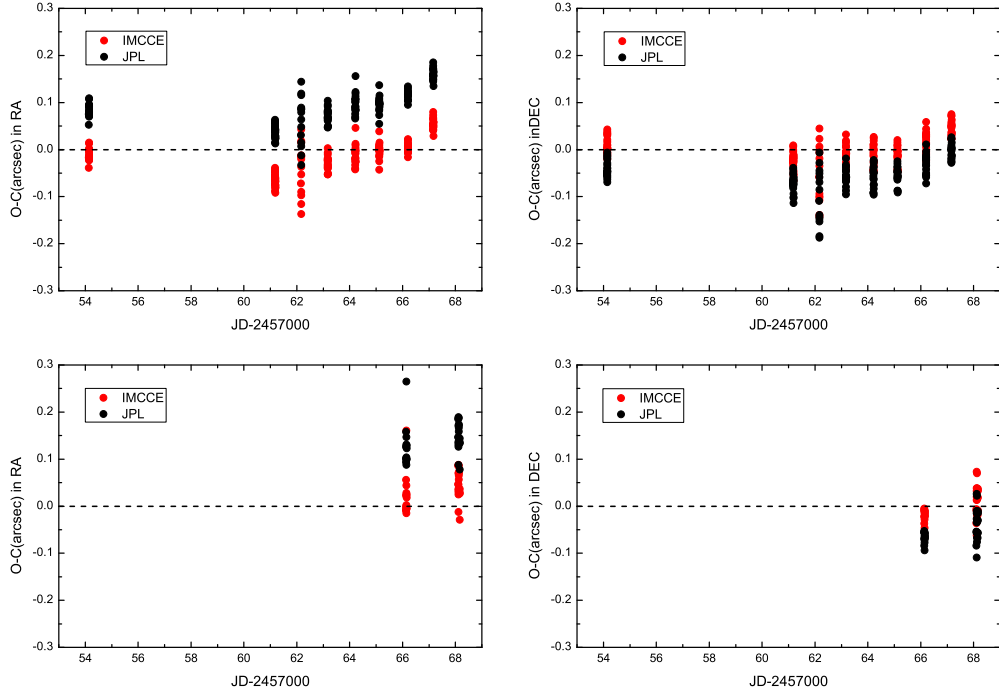 0.3
0.2
0.1
0.0
-0.1
-0.2
-0.3
O-C(arcsec) in RA
IMCCE
JPL
54 56 58 60 62 64 66 68
JD-2457000
0.3
0.2
0.1
0.0
-0.1
-0.2
-0.3
O-C(arcsec) inDEC
IMCCE
JPL
54 56 58 60 62 64 66 68
JD-2457000
0.3
0.2
0.1
0.0
-0.1
-0.2
-0.3
O-C(arcsec) in RA
IMCCE
JPL
54 56 58 60 62 64 66 68
JD-2457000
0.3
0.2
0.1
0.0
-0.1
-0.2
-0.3
O-C(arcsec) in DEC
IMCCE
JPL
54 56 58 60 62 64 66 68
JD-2457000